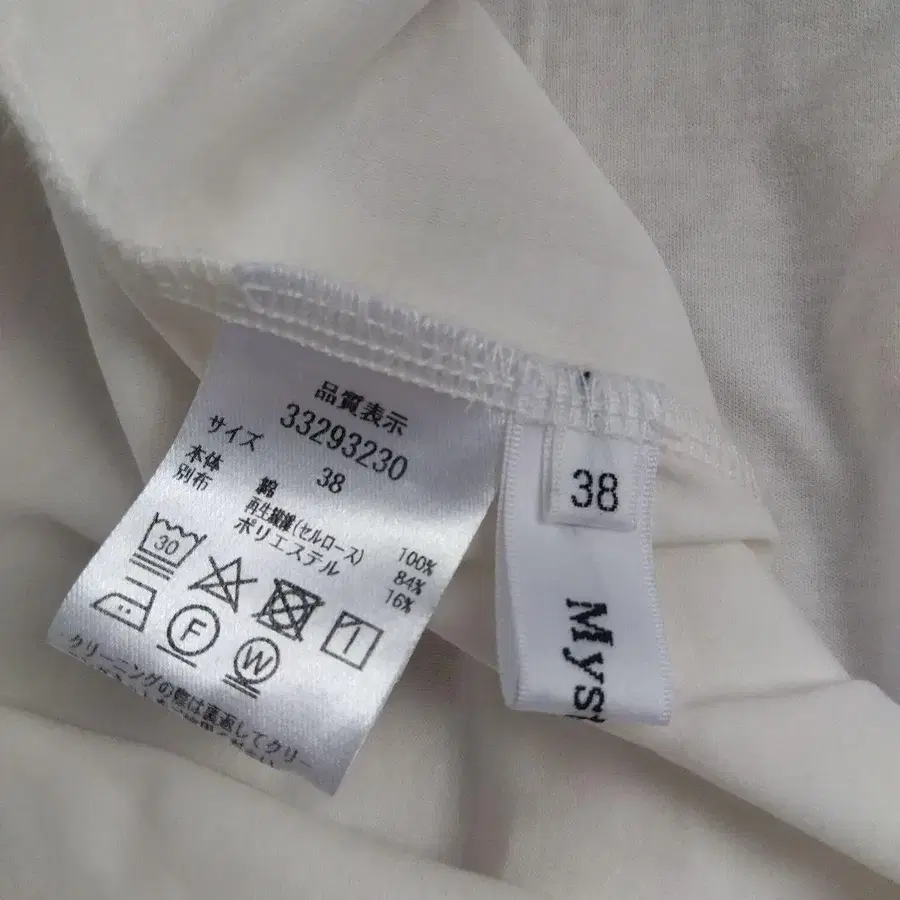 品質表示
33293230
サイズ 38
本体 綿 100%
別布 再生繊維(セルロース) 84%
ポリエステル 16%
30
F
W
クリーニングの際は裏返してクリー
38
Myst